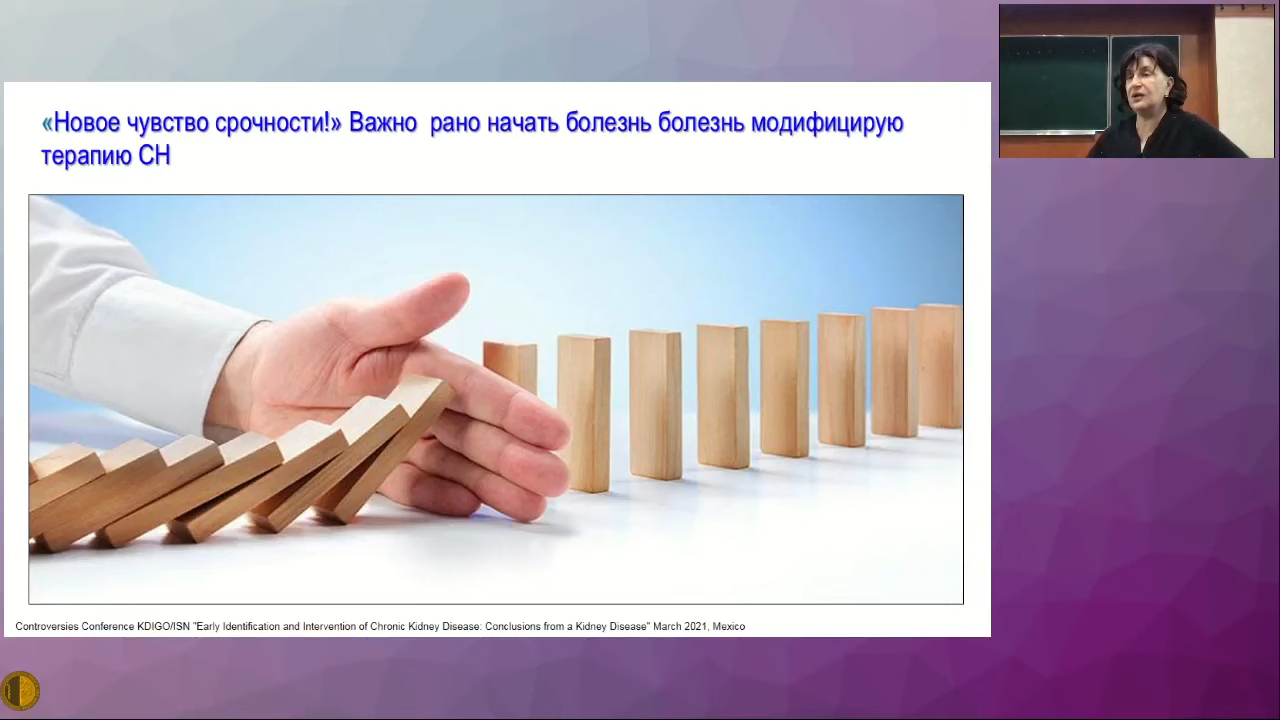 «Новое чувство срочности!» Важно  рано начать болезнь болезнь модифицирую
терапию СН
Controversies Conference KDIGO/ISN "Early Identification and Intervention of Chronic Kidney Disease: Conclusions from a Kidney Disease" March 2021, Mexico